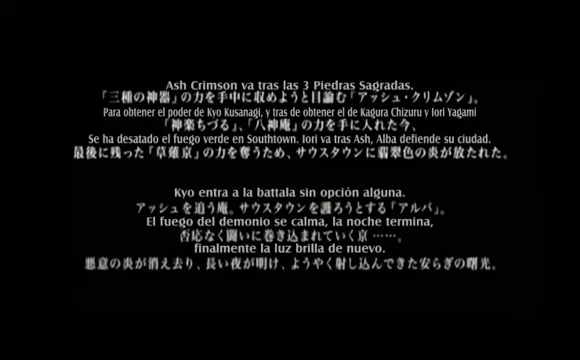 Ash Crimson va tras las 3 Piedras Sagradas.
「三種の神器」の力を手中に収めようと目論む「アッシュ・クリムゾン」。
Para obtener el poder de Kyo Kusanagi, y tras de obtener el de Kagura Chizuru y Iori Yagami
「神楽ちづる」、「八神庵」の力を手に入れた今、
Se ha desatado el fuego verde en Southtown. Iori va tras Ash, Alba defiende su ciudad.
最後に残った「草薙京」の力を奪うため、サウスタウンに翡翠色の炎が放たれた。
Kyo entra a la battala sin opción alguna.
アッシュを追う庵。サウスタウンを護ろうとする「アルバ」。
El fuego del demonio se calma, la noche termina,
否応なく闘いに巻き込まれていく京……。
finalmente la luz brilla de nuevo.
悪意の炎が消え去り、長い夜が明け、ようやく射し込んできた安らぎの曙光。